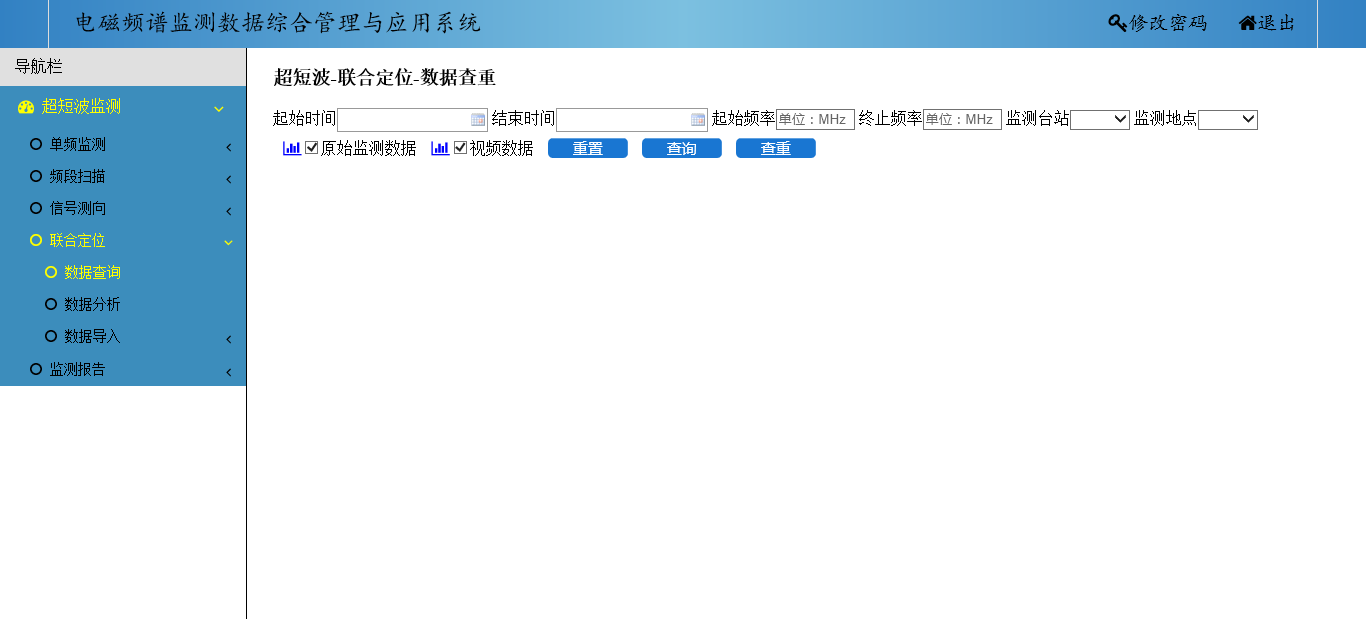 电磁频谱监测数据综合管理与应用系统 修改密码 退出
导航栏
超短波监测
单频监测
频段扫描
信号测向
联合定位
数据查询
数据分析
数据导入
监测报告
超短波-联合定位-数据查重
起始时间 结束时间 起始频率 单位：MHz 终止频率 单位：MHz 监测台站 监测地点
原始监测数据 视频数据 重置 查询 查重